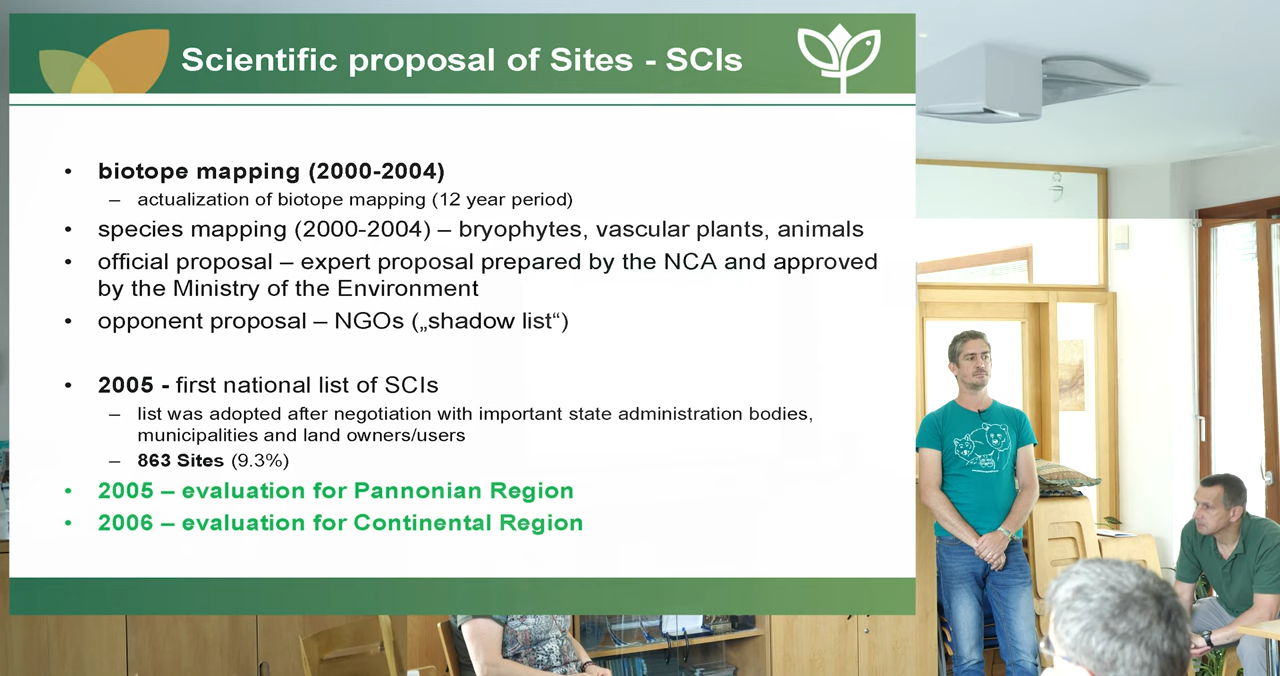 Scientific proposal of Sites - SCIs
• biotope mapping (2000-2004)
– actualization of biotope mapping (12 year period)
• species mapping (2000-2004) – bryophytes, vascular plants, animals
• official proposal – expert proposal prepared by the NCA and approved
by the Ministry of the Environment
• opponent proposal – NGOs („shadow list“)
• 2005 - first national list of SCIs
– list was adopted after negotiation with important state administration bodies,
municipalities and land owners/users
– 863 Sites (9.3%)
• 2005 – evaluation for Pannonian Region
• 2006 – evaluation for Continental Region